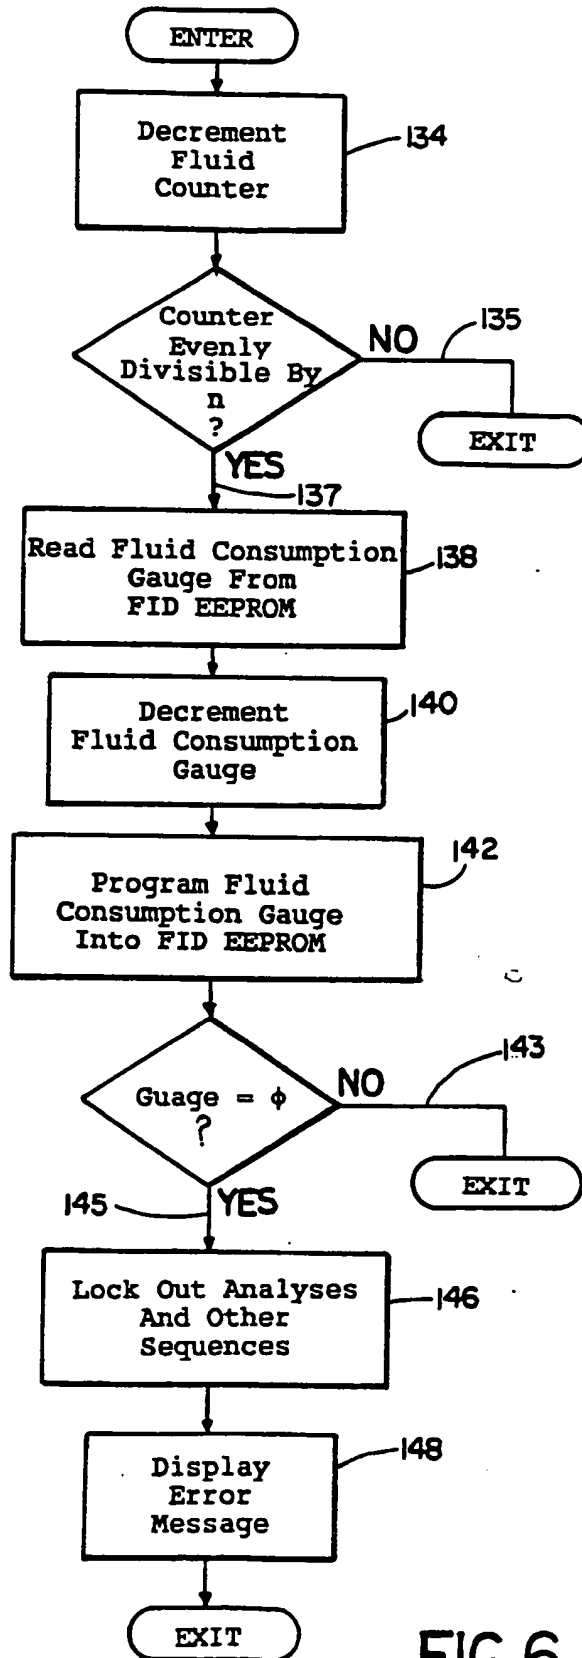 ENTER
Decrement
Fluid
Counter
134
Counter
Evenly
Divisible By
n
?
NO
135
EXIT
YES
137
Read Fluid Consumption
Gauge From
FID EEPROM
138
Decrement
Fluid Consumption
Gauge
140
Program Fluid
Consumption Gauge
Into FID EEPROM
142
Guage = ϕ
?
NO
143
EXIT
145
YES
Lock Out Analyses
And Other
Sequences
146
Display
Error
Message
148
EXIT
FIG.6